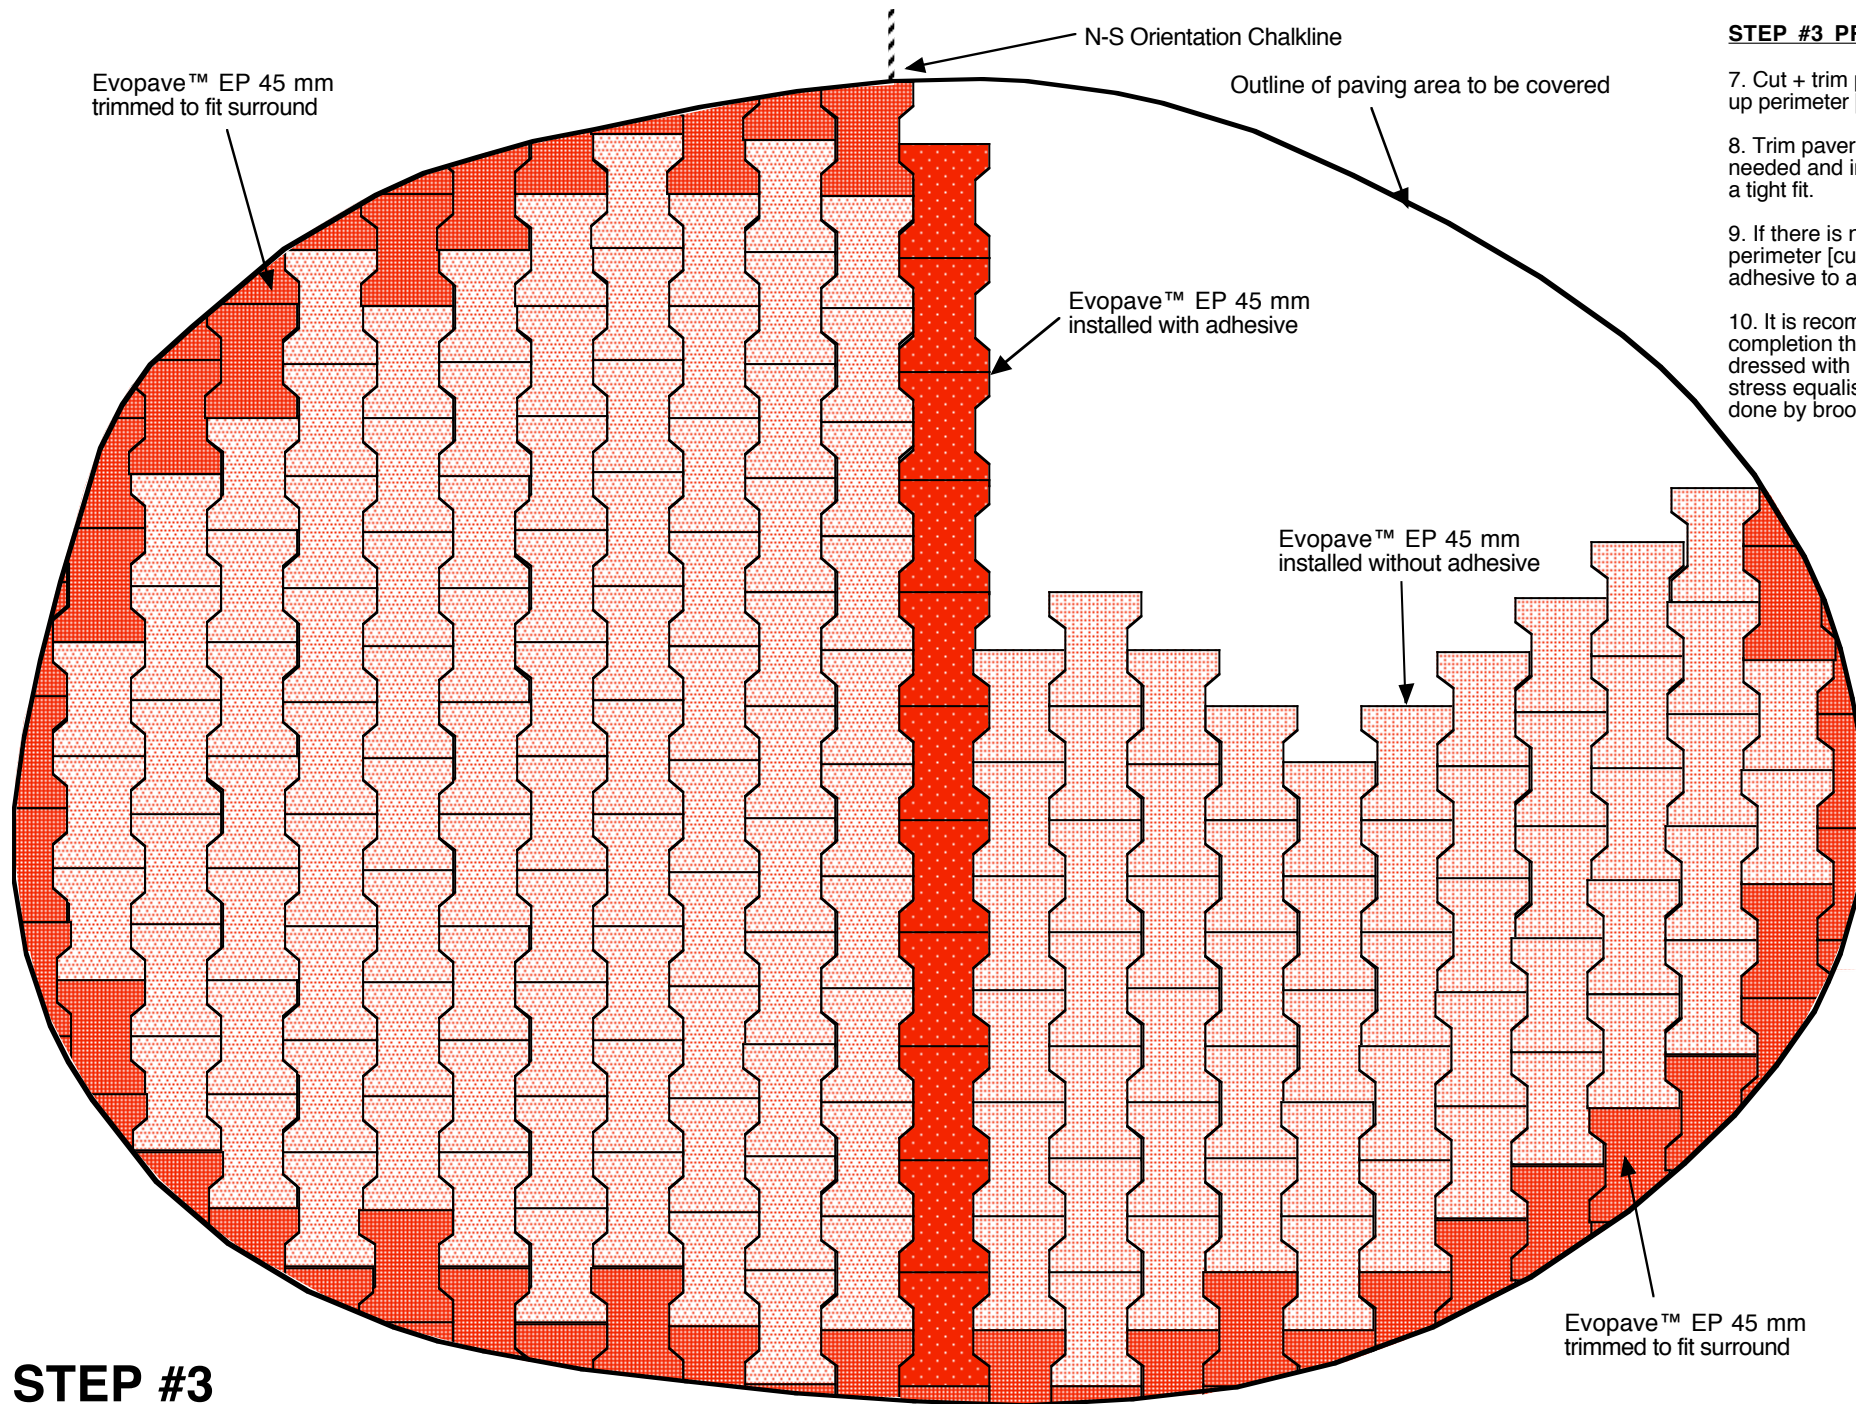 N-S Orientation Chalkline
Evopave™ EP 45 mm
trimmed to fit surround
Outline of paving area to be covered
STEP #3
7. Cut + trim
up perimeter
8. Trim paver
needed and
a tight fit.
9. If there is
perimeter
adhesive to
10. It is
completion
dressed with
stress
done by
Evopave™ EP 45 mm
installed with adhesive
Evopave™ EP 45 mm
installed without adhesive
Evopave™ EP 45 mm
trimmed to fit surround
STEP #3